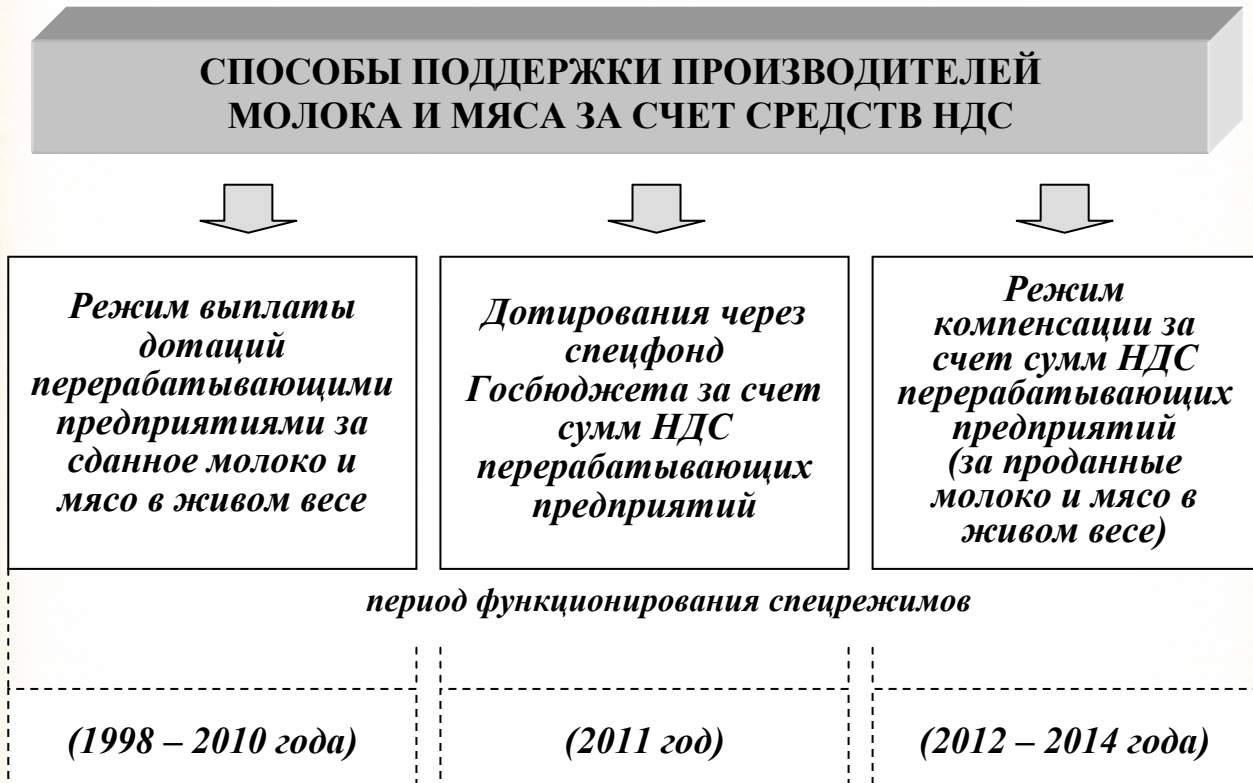 СПОСОБЫ ПОДДЕРЖКИ ПРОИЗВОДИТЕЛЕЙ
МОЛОКА И МЯСА ЗА СЧЕТ СРЕДСТВ НДС
Режим выплаты
дотаций
перерабатывающими
предприятиями за
сданное молоко и
мясо в живом весе
Дотирования через
спецфонд
Госбюджета за счет
сумм НДС
перерабатывающих
предприятий
Режим
компенсации за
счет сумм НДС
перерабатывающих
предприятий
(за проданные
молоко и мясо в
живом весе)
период функционирования спецрежимов
(1998 – 2010 года)
(2011 год)
(2012 – 2014 года)